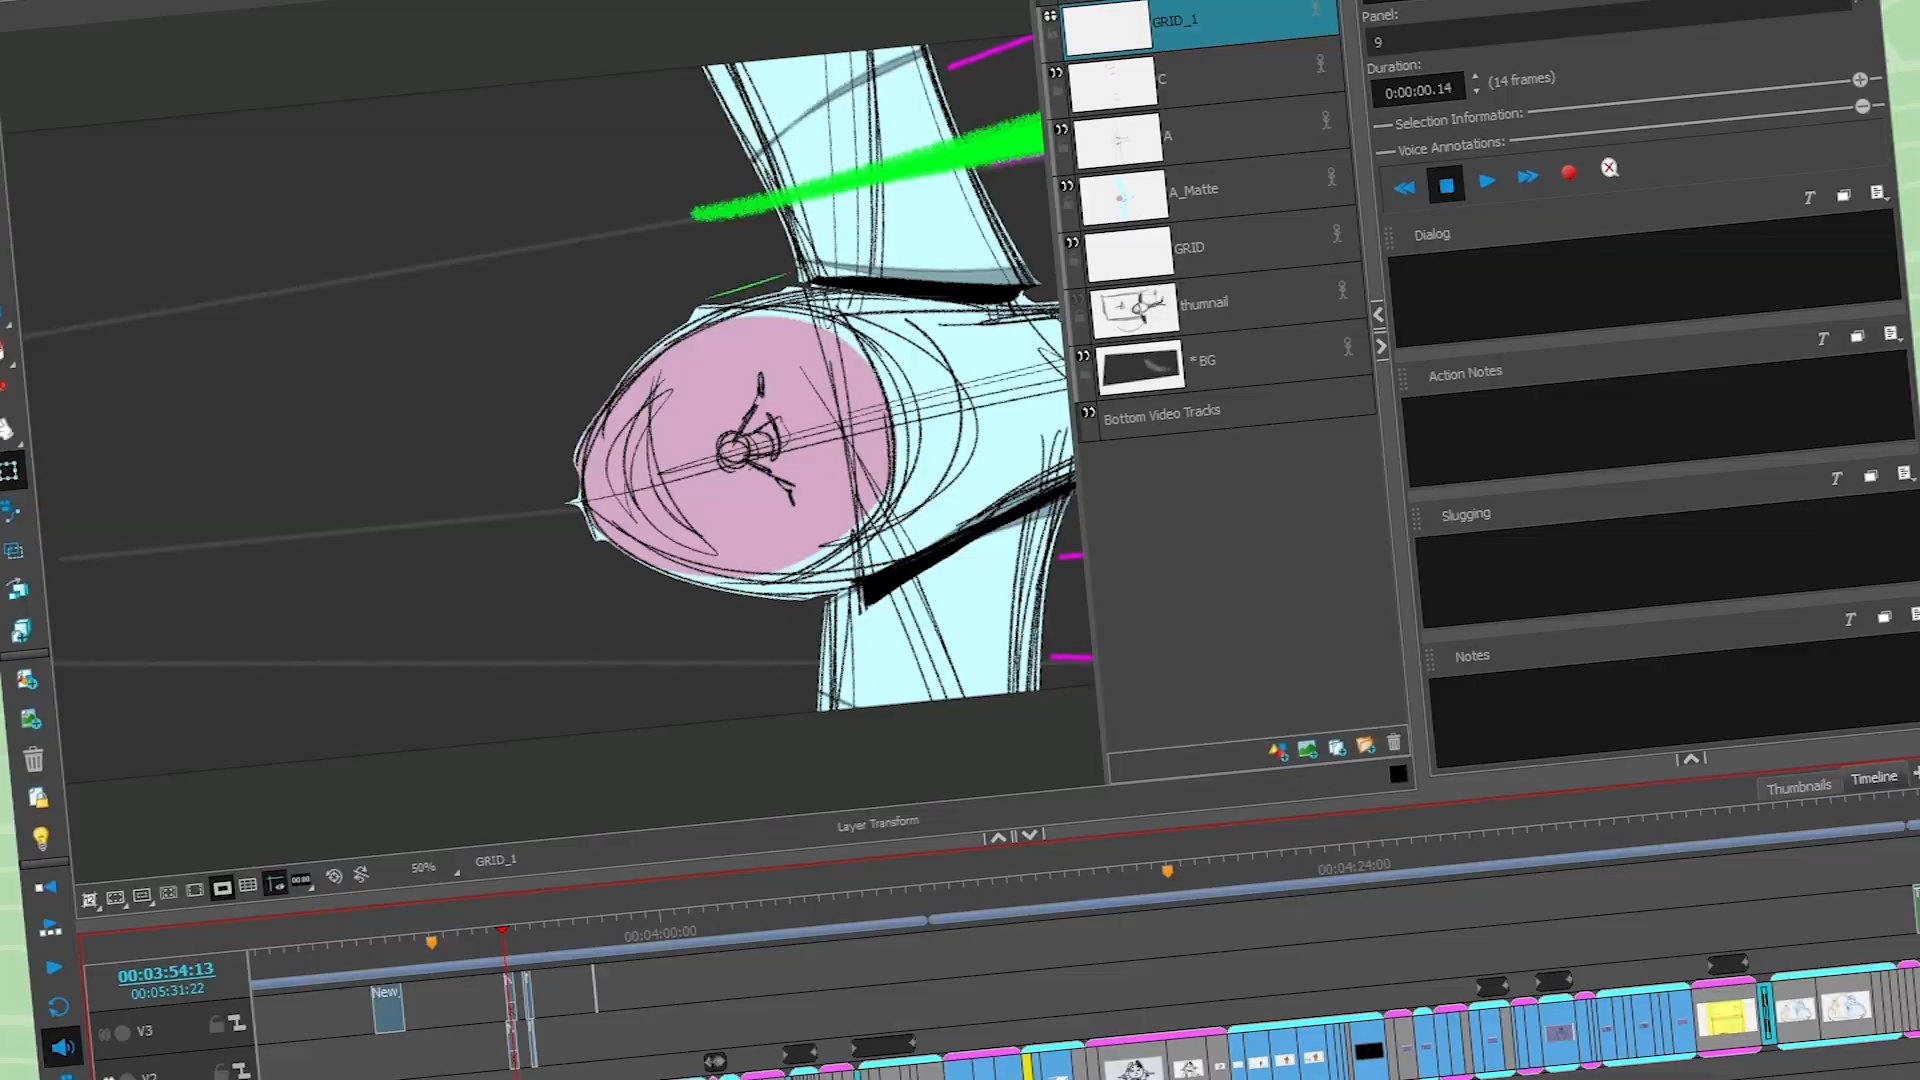 GRID_1
C
A
A_Matte
GRID
thumnail
* BG
Bottom Video Tracks
Panel:
9
Duration:
0:00:00.14
(14 frames)
Selection Information:
Voice Annotations:
Dialog
Action Notes
Slugging
Notes
Layer Transform
50%
GRID_1
Thumbnails
Timeline
00:04:00:00
00:04:24:00
00:03:54:13
00:05:31:22
New
V3
V2